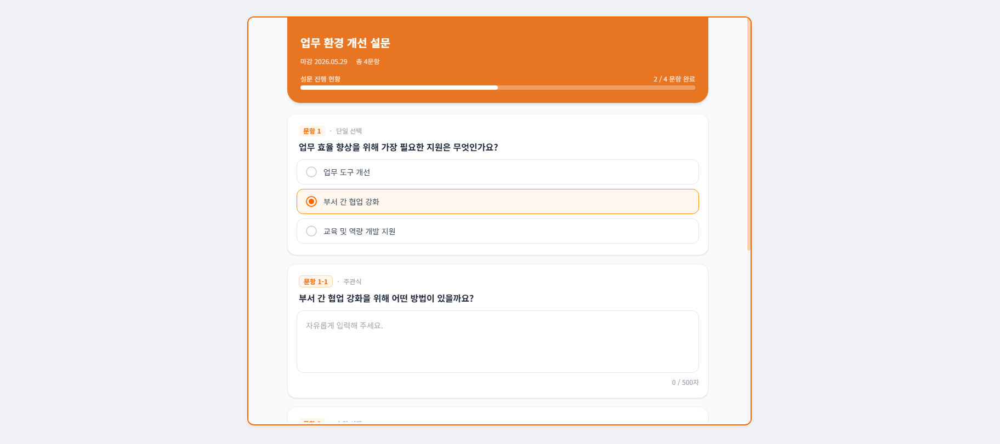 업무 환경 개선 설문
마감 2026.05.29 총 4문항
설문 진행 현황 2 / 4 문항 완료
문항 1 · 단일 선택
업무 효율 향상을 위해 가장 필요한 지원은 무엇인가요?
업무 도구 개선
부서 간 협업 강화
교육 및 역량 개발 지원
문항 1-1 · 주관식
부서 간 협업 강화을 위해 어떤 방법이 있을까요?
자유롭게 입력해 주세요.
0 / 500자